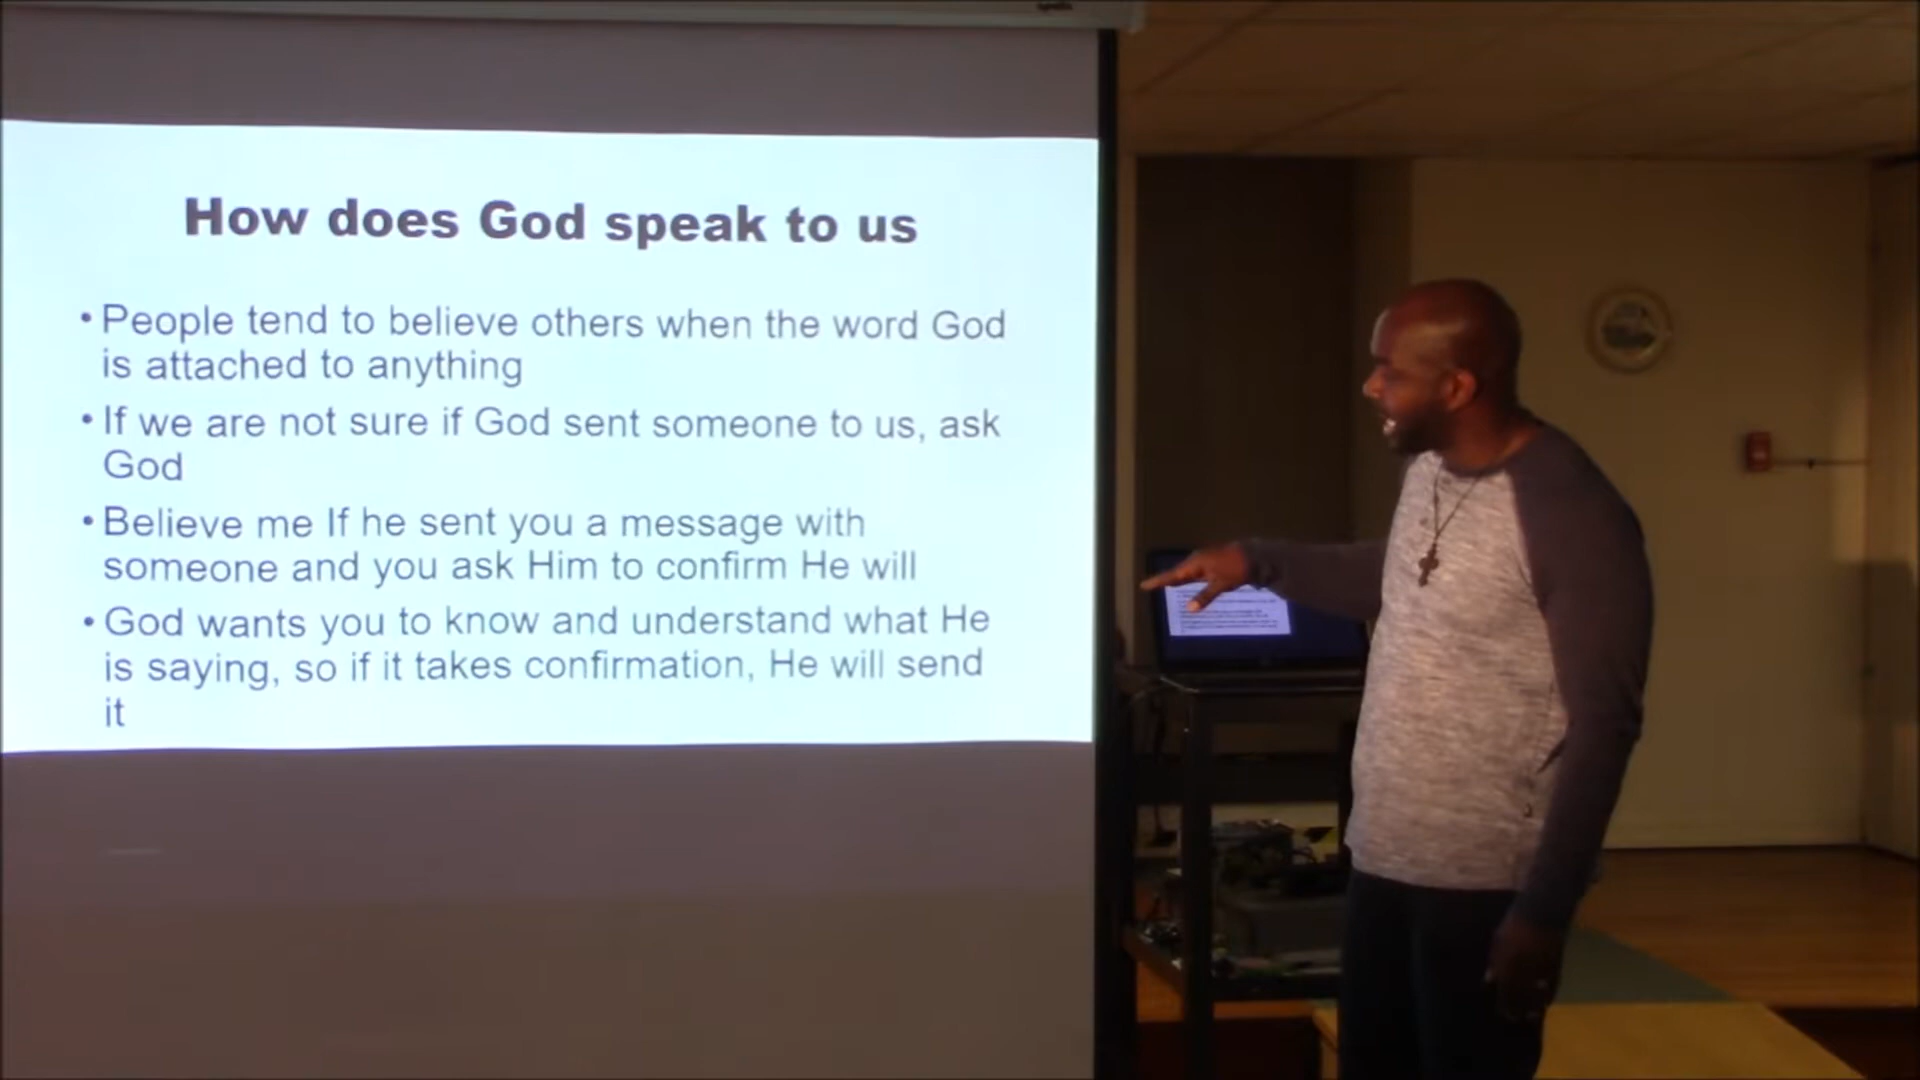 How does God speak to us
• People tend to believe others when the word God
is attached to anything
• If we are not sure if God sent someone to us, ask
God
• Believe me If he sent you a message with
someone and you ask Him to confirm He will
• God wants you to know and understand what He
is saying, so if it takes confirmation, He will send
it